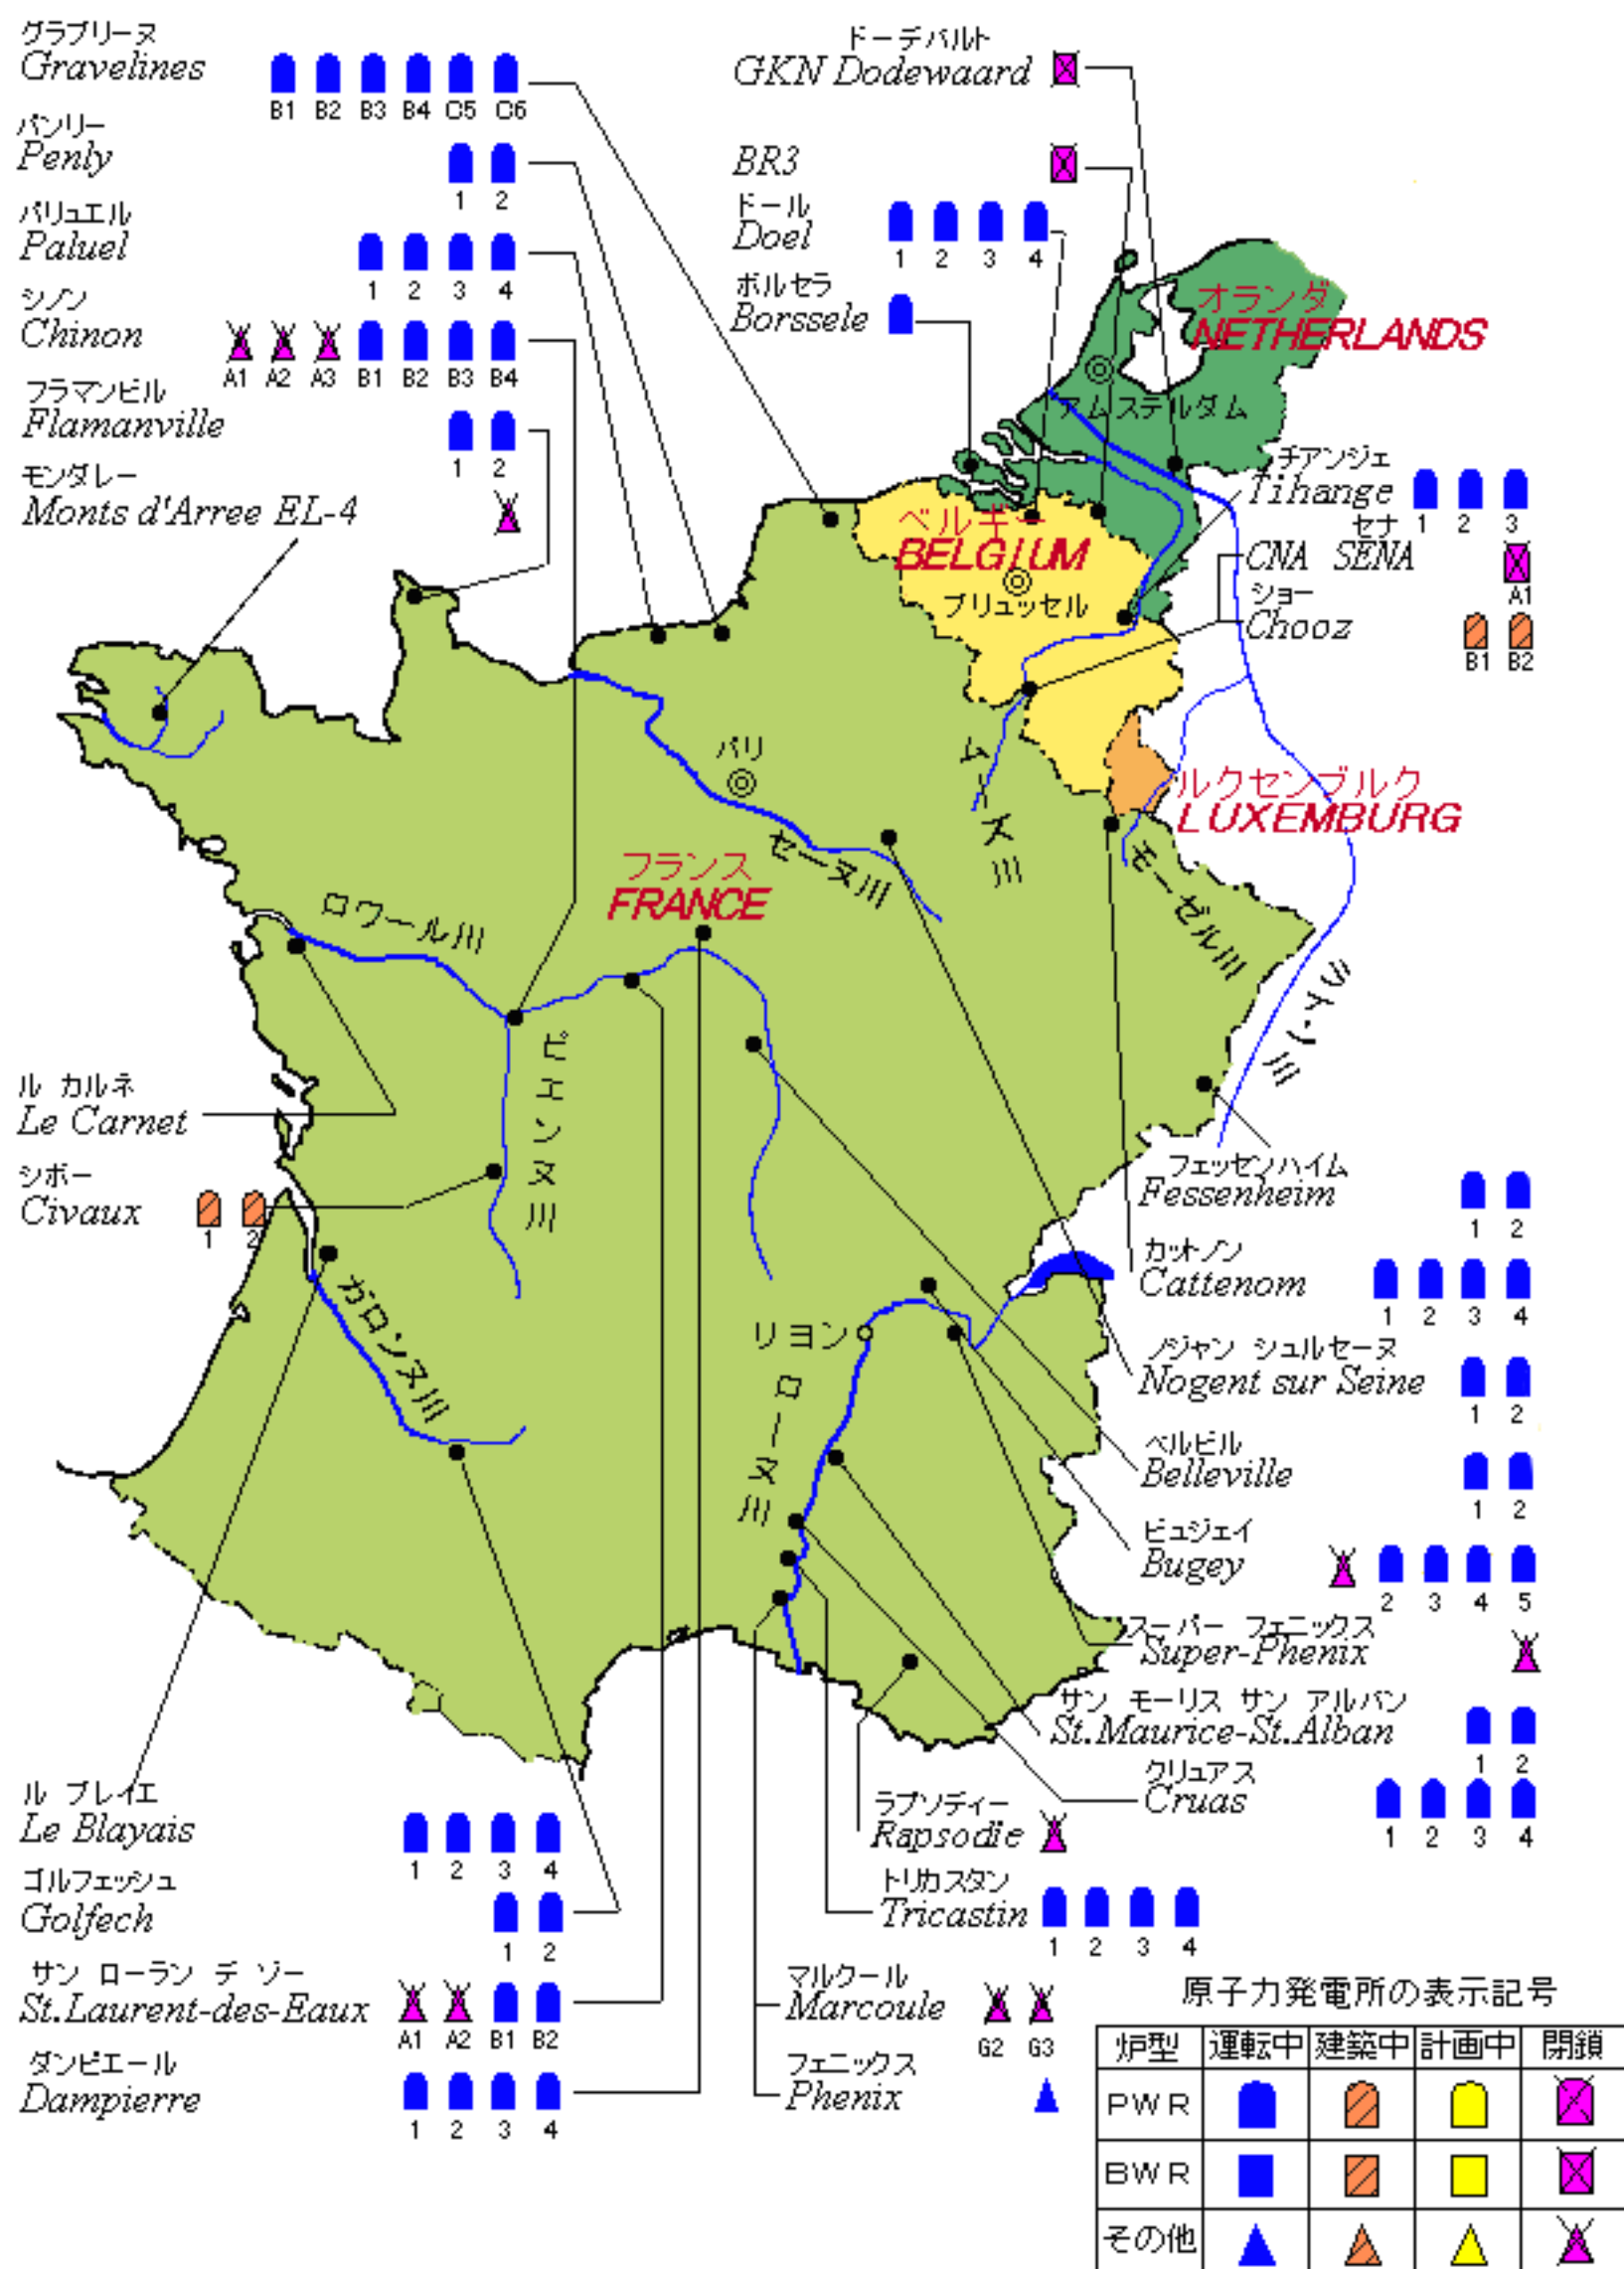 グラブリーヌ
Gravelines
B1 B2 B3 B4 C5 C6
パンリー
Penly
1 2
パリュエル
Paluel
1 2 3 4
シノン
Chinon
A1 A2 A3 B1 B2 B3 B4
フラマンビル
Flamanville
1 2
モンダレー
Monts d'Arree EL-4
ドーデバルト
GKN Dodewaard
BR3
ドール
Doel
1 2 3 4
ボルセラ
Borssele
オランダ
NETHERLANDS
アムステルダム
チアンジェ
Tihange
1 2 3
セナ
CNA SENA
A1
ショー
Chooz
B1 B2
ベルギー
BELGIUM
ブリュッセル
ルクセンブルク
LUXEMBURG
パリ
セーヌ川
ムーズ川
モーゼル川
ライン川
フランス
FRANCE
ロワール川
ビエンヌ川
ガロンヌ川
リヨン
ローヌ川
ル カルネ
Le Carnet
シボー
Civaux
1 2
フェッセンハイム
Fessenheim
1 2
カットノン
Cattenom
1 2 3 4
ノジャン シュルセーヌ
Nogent sur Seine
1 2
ベルビル
Belleville
1 2
ビュジェイ
Bugey
2 3 4 5
スーパー フェニックス
Super-Phenix
サン モーリス サン アルバン
St.Maurice-St.Alban
1 2
クリュアス
Cruas
1 2 3 4
ラプソディー
Rapsodie
トリカスタン
Tricastin
1 2 3 4
マルクール
Marcoule
G2 G3
フェニックス
Phenix
ル ブレイエ
Le Blayais
1 2 3 4
ゴルフェッシュ
Golfech
1 2
サン ローラン デ ゾー
St.Laurent-des-Eaux
A1 A2 B1 B2
ダンピエール
Dampierre
1 2 3 4
原子力発電所の表示記号
炉型 運転中 建築中 計画中 閉鎖
PWR
BWR
その他